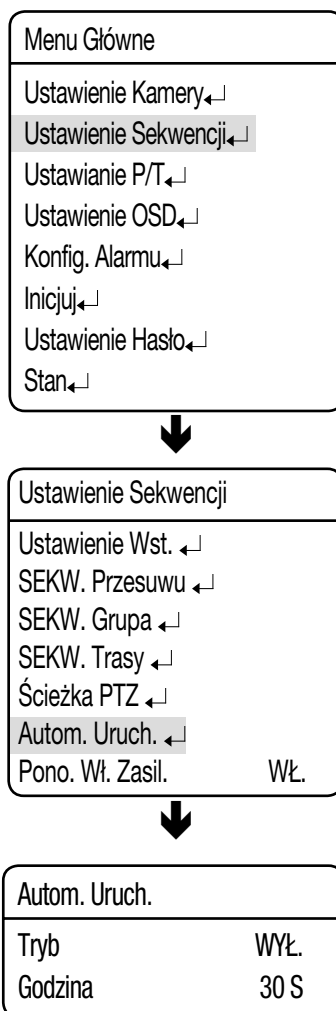 Menu Główne
Ustawienie Kamery↵
Ustawienie Sekwencji↵
Ustawianie P/T↵
Ustawienie OSD↵
Konfig. Alarmu↵
Inicjuj↵
Ustawienie Hasło↵
Stan↵
Ustawienie Sekwencji
Ustawienie Wst. ↵
SEKW. Przesuwu ↵
SEKW. Grupa ↵
SEKW. Trasy ↵
Ścieżka PTZ ↵
Autom. Uruch. ↵
Pono. Wł. Zasil. WŁ.
Autom. Uruch.
Tryb WYŁ.
Godzina 30 S